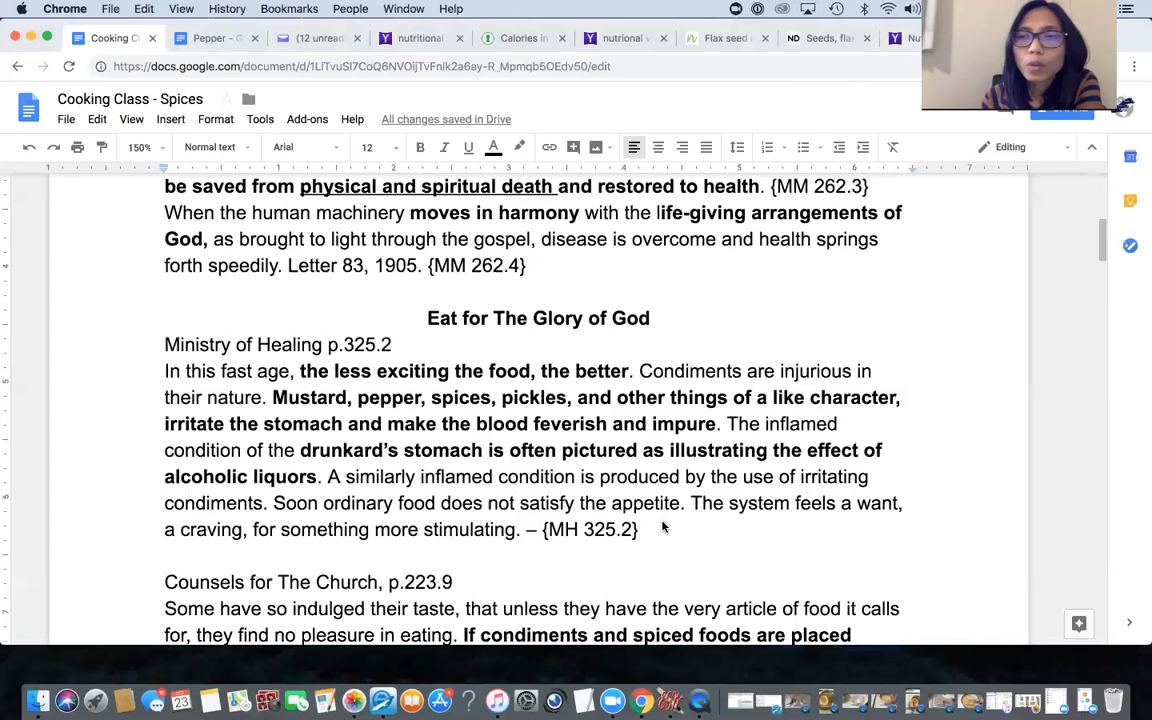 Chrome File Edit View History Bookmarks People Window Help
Cooking C Pepper - G (12 unread nutritional Calories in nutrional v Flax seed ND Seeds, fla Nu
https://docs.google.com/document/d/1LiTvuSl7CoQ6NVOijTvFnlk2a6ay-R_Mpmqb5OEdv50/edit
Cooking Class - Spices
File Edit View Insert Format Tools Add-ons Help All changes saved in Drive
150% Normal text Arial 12 B I U A Editing
1 1 2 3 4 5 6 7
be saved from physical and spiritual death and restored to health. {MM 262.3}
When the human machinery moves in harmony with the life-giving arrangements of
God, as brought to light through the gospel, disease is overcome and health springs
forth speedily. Letter 83, 1905. {MM 262.4}
Eat for The Glory of God
Ministry of Healing p.325.2
In this fast age, the less exciting the food, the better. Condiments are injurious in
their nature. Mustard, pepper, spices, pickles, and other things of a like character,
irritate the stomach and make the blood feverish and impure. The inflamed
condition of the drunkard's stomach is often pictured as illustrating the effect of
alcoholic liquors. A similarly inflamed condition is produced by the use of irritating
condiments. Soon ordinary food does not satisfy the appetite. The system feels a want,
a craving, for something more stimulating. – {MH 325.2}
Counsels for The Church, p.223.9
Some have so indulged their taste, that unless they have the very article of food it calls
for, they find no pleasure in eating. If condiments and spiced foods are placed